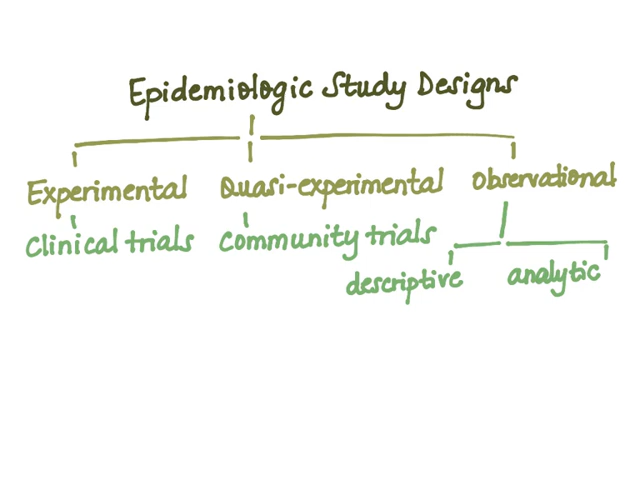 Epidemiologic Study Designs
Experimental Quasi-experimental Observational
Clinical trials Community trials
descriptive analytic